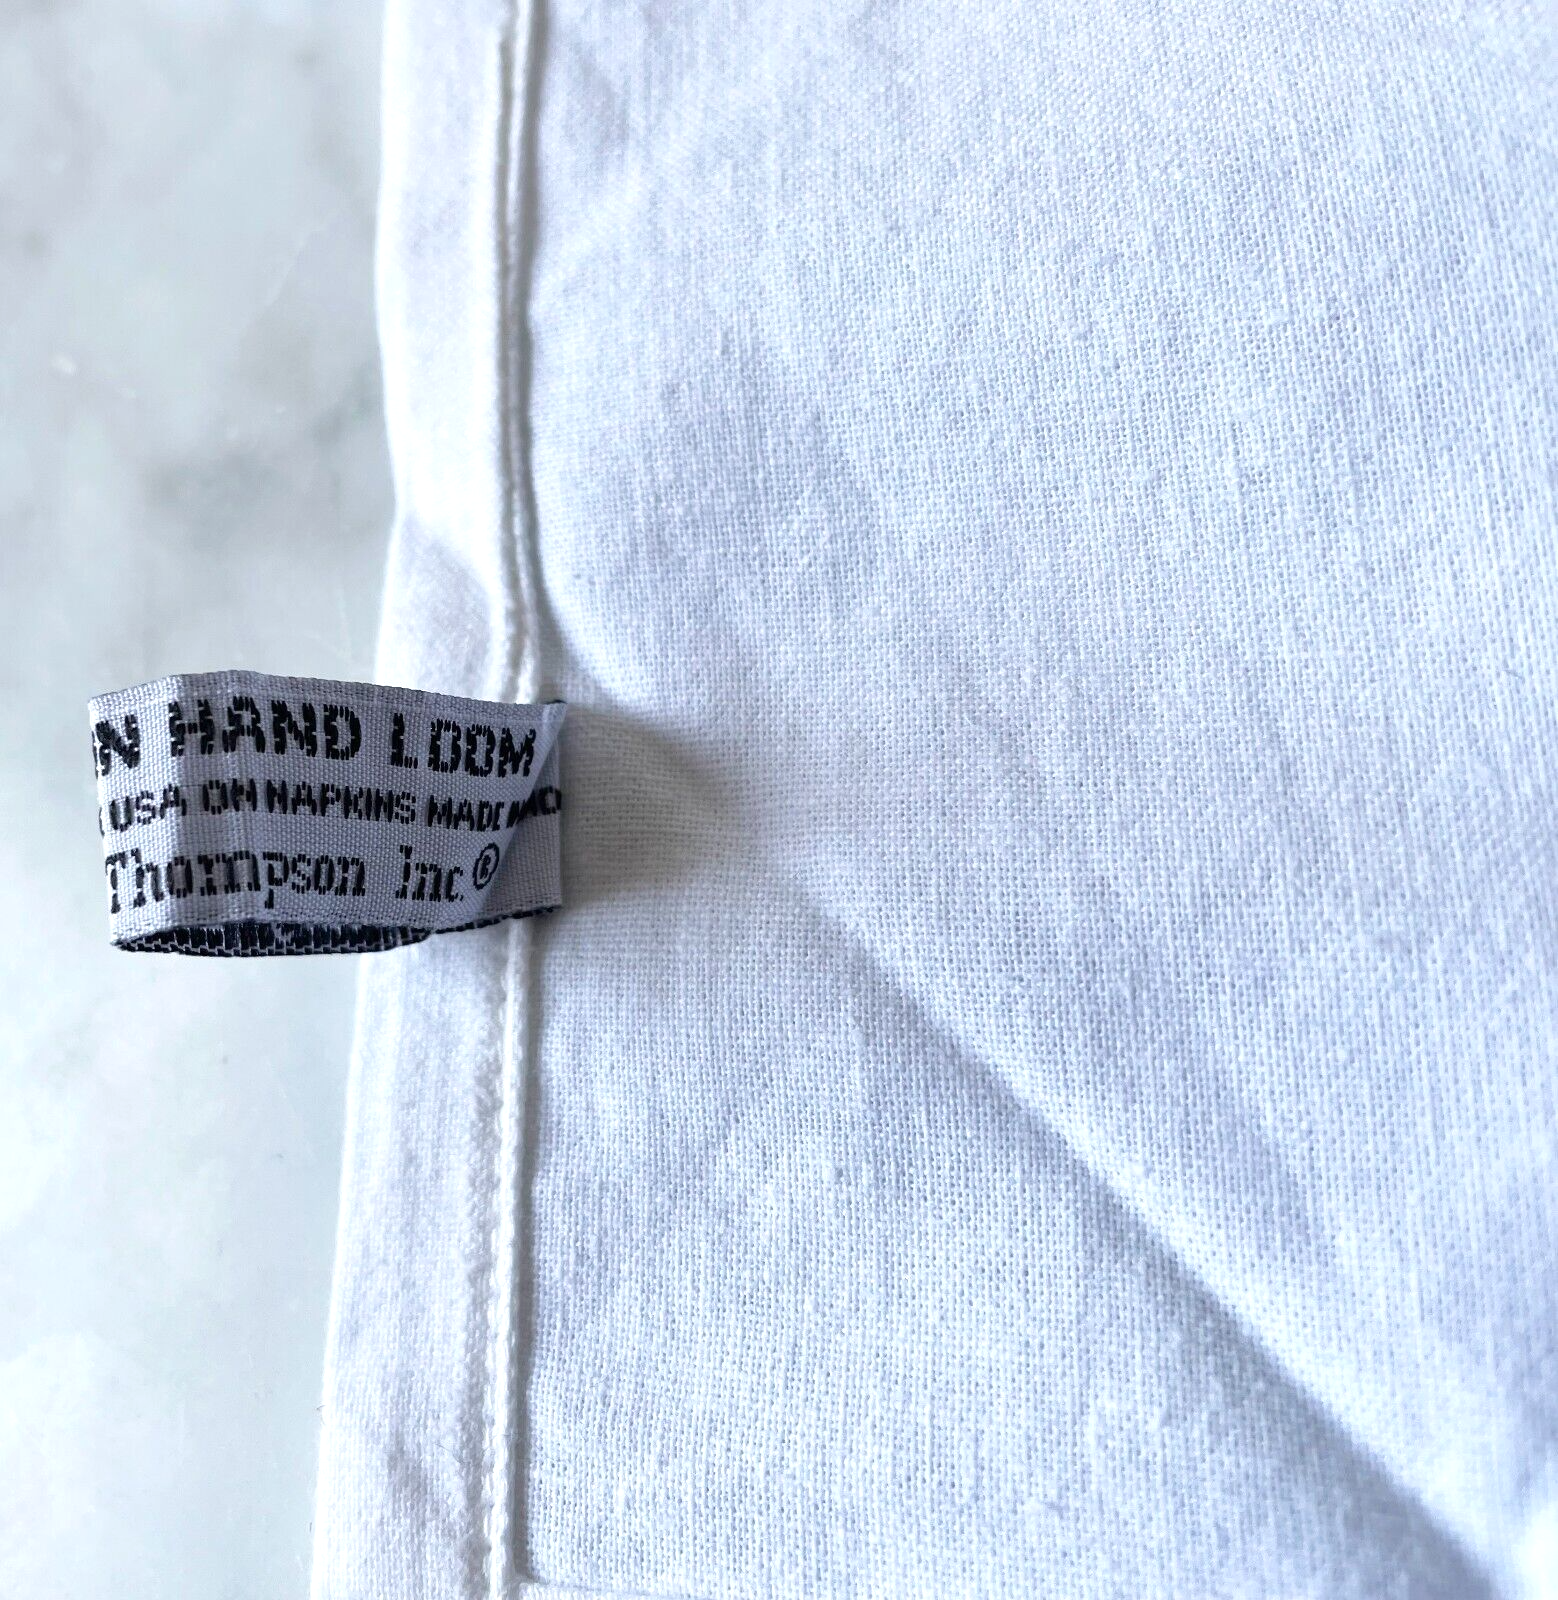 HAND LOOM
USA ON NAPKINS MADE
Thompson Inc ®